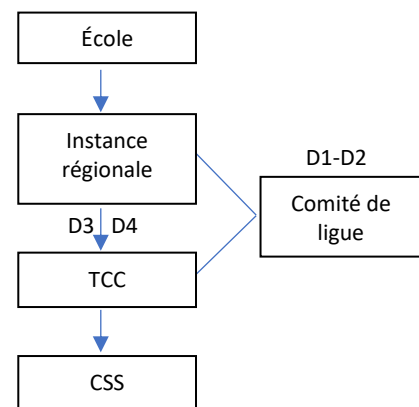 École
Instance
régionale
D1-D2
Comité de
ligue
D3 D4
TCC
CSS